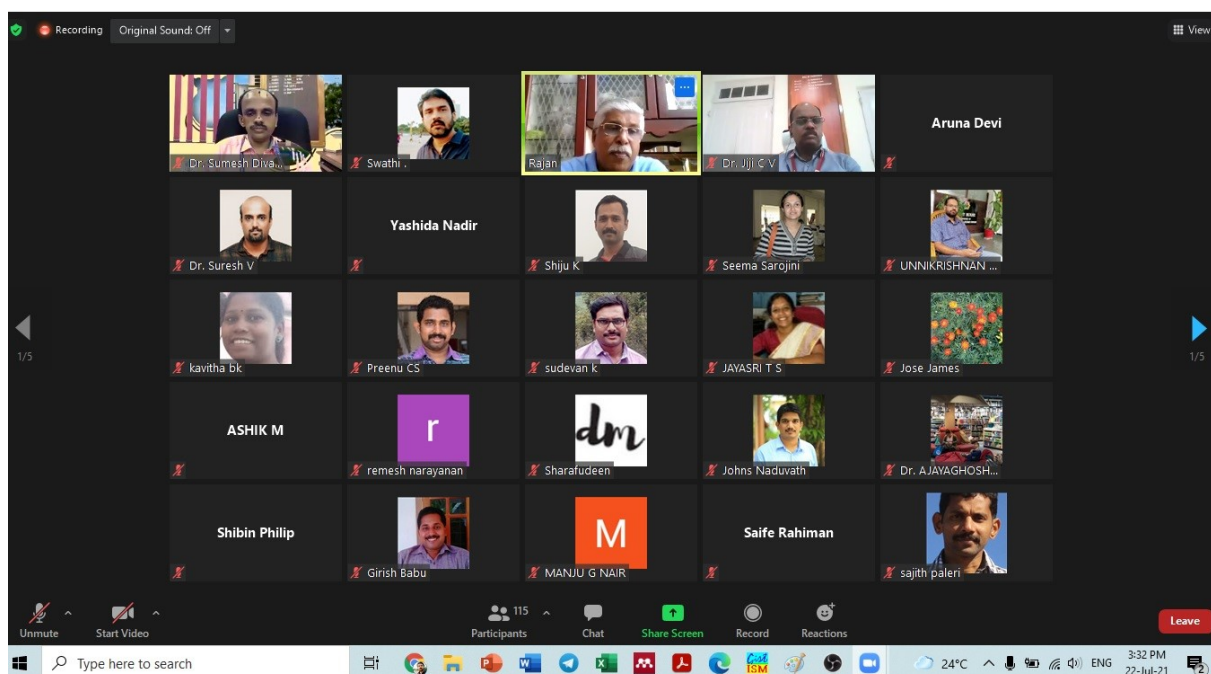 Recording Original Sound: Off View
Dr. Sumesh Diva... Swathi . Rajan Dr. Jiji C V Aruna Devi
Dr. Suresh V Yashida Nadir Shiju K Seema Sarojini UNNIKRISHNAN ...
kavitha bk Preenu CS sudevan k JAYASRI T S Jose James
1/5 1/5
ASHIK M r remesh narayanan dm Sharafudeen Johns Naduvath Dr. AJAYAGHOSH...
Shibin Philip Girish Babu M MANJU G NAIR Saife Rahiman sajith paleri
Unmute Start Video 115 Participants Chat Share Screen Record Reactions Leave
Type here to search Gist ISM 24°C ENG 3:32 PM
22-Jul-21 2